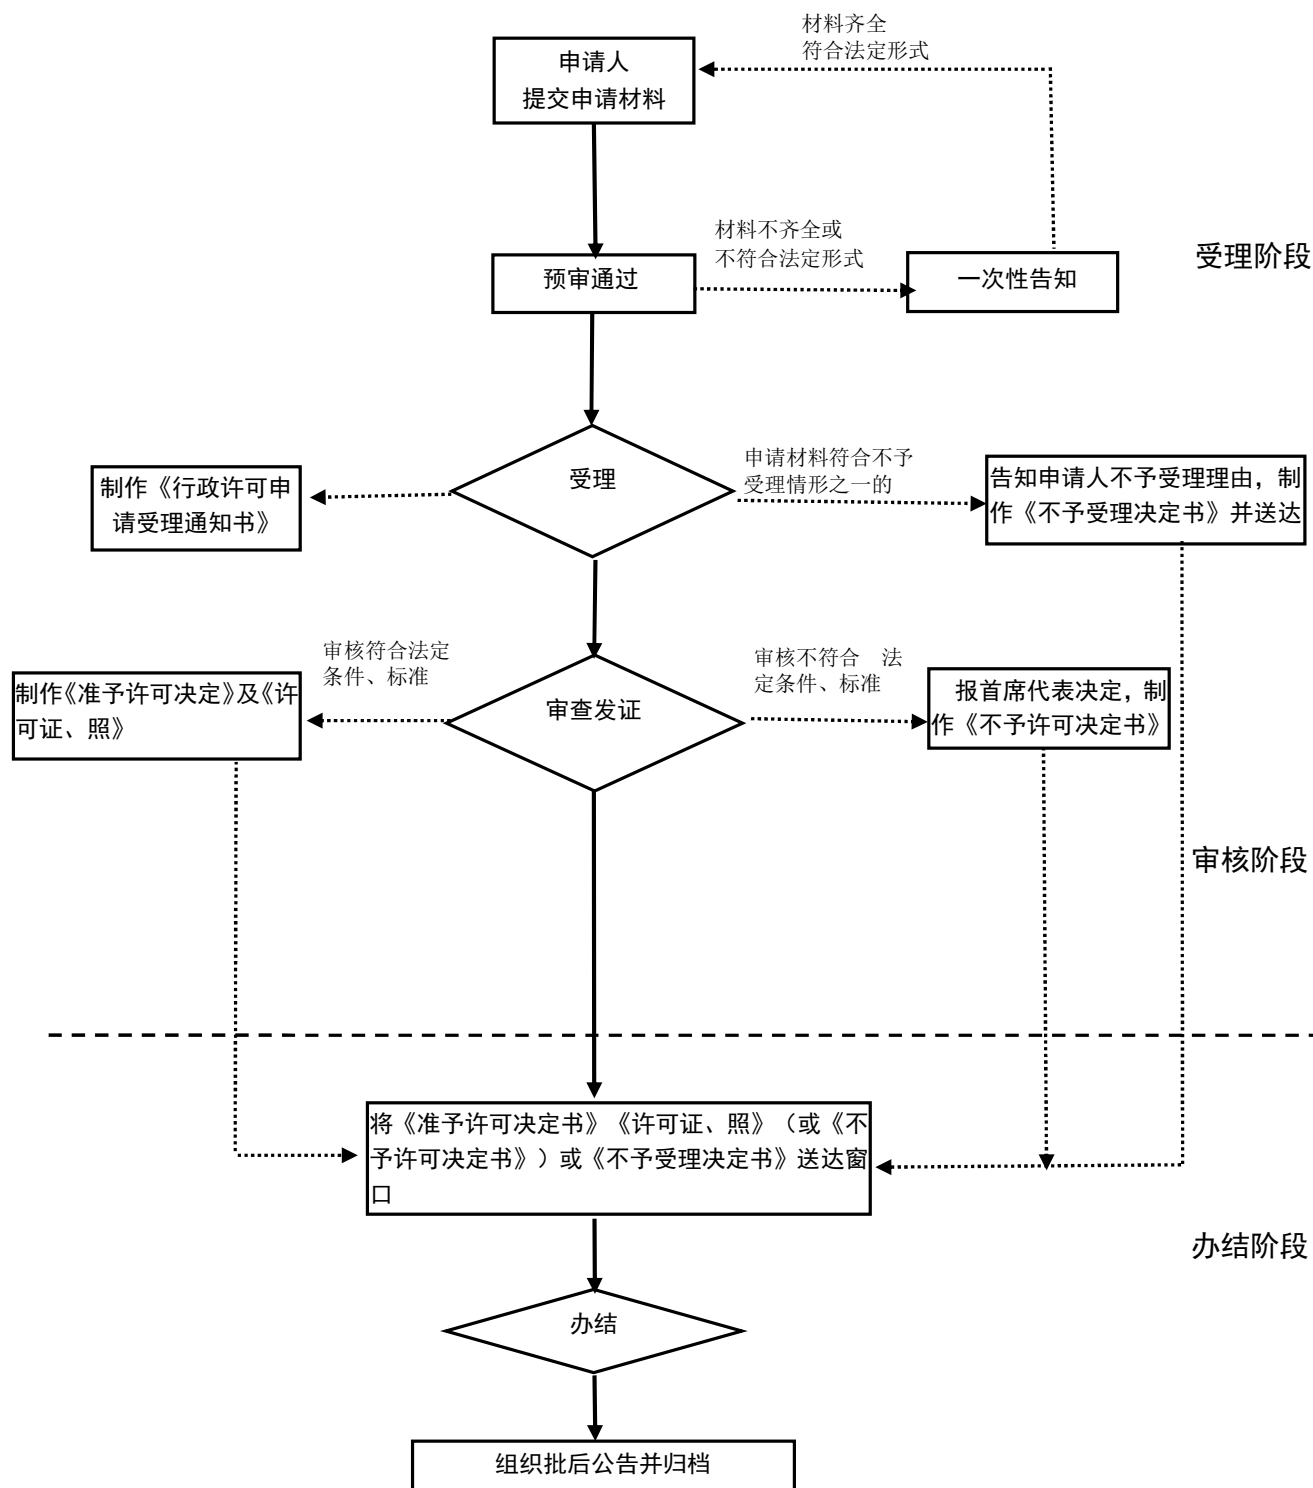 材料齐全
符合法定形式
申请人
提交申请材料
材料不齐全或
不符合法定形式
受理阶段
预审通过
一次性告知
申请材料符合不予
受理情形之一的
受理
制作《行政许可申
请受理通知书》
告知申请人不予受理理由，制
作《不予受理决定书》并送达
审核符合法定
条件、标准
审核不符合 法
定条件、标准
制作《准予许可决定》及《许
可证、照》
审查发证
报首席代表决定，制
作《不予许可决定书》
审核阶段
将《准予许可决定书》《许可证、照》（或《不
予许可决定书》）或《不予受理决定书》送达窗
口
办结阶段
办结
组织批后公告并归档